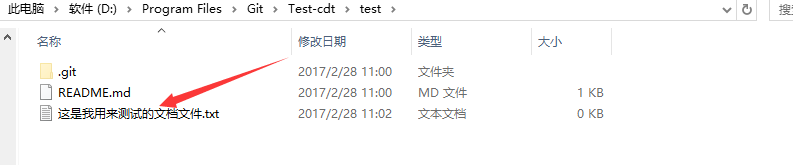 此电脑 > 软件 (D:) > Program Files > Git > Test-cdt > test >
名称 修改日期 类型 大小
.git 2017/2/28 11:00 文件夹
README.md 2017/2/28 11:00 MD 文件 1 KB
这是我用来测试的文档文件.txt 2017/2/28 11:02 文本文档 0 KB